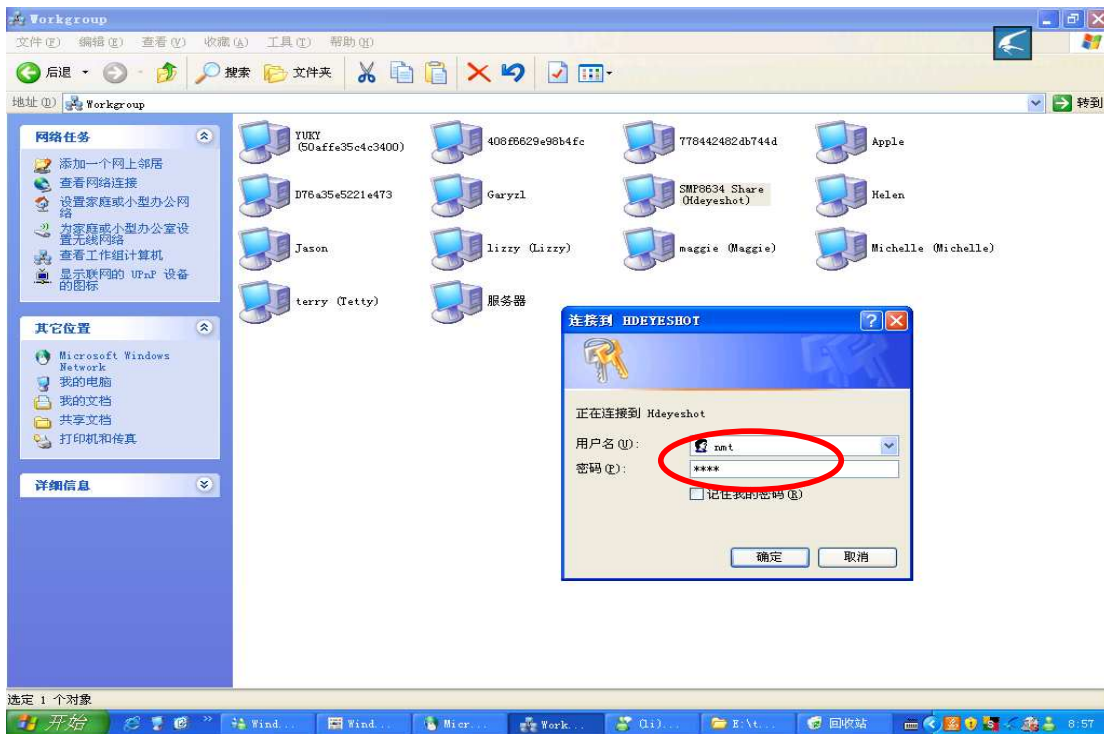 Workgroup
文件(F) 编辑(E) 查看(V) 收藏(A) 工具(T) 帮助(H)
后退 搜索 文件夹
地址(D) Workgroup 转到
网络任务
添加一个网上邻居
查看网络连接
设置家庭或小型办公网
络
为家庭或小型办公室设
置无线网络
查看工作组计算机
显示联网的 UPnP 设备
的图标
其它位置
Microsoft Windows
Network
我的电脑
我的文档
共享文档
打印机和传真
详细信息
YUKY
(50affe35c4c3400)
408f6629e98b4fc
778442482db744d
Apple
D76a35e5221e473
Garyzl
SMP8634 Share
(Hdeyeshot)
Helen
Jason
lizzy (Lizzy)
maggie (Maggie)
Michelle (Michelle)
terry (Tetty)
服务器
连接到 HDEYESHOT
正在连接到 Hdeyeshot
用户名(U): nmt
密码(P): ****
记住我的密码(R)
确定 取消
选定 1 个对象
开始 Wind... Wind... Micr... Work... (li)... E:\t... 回收站 8:57